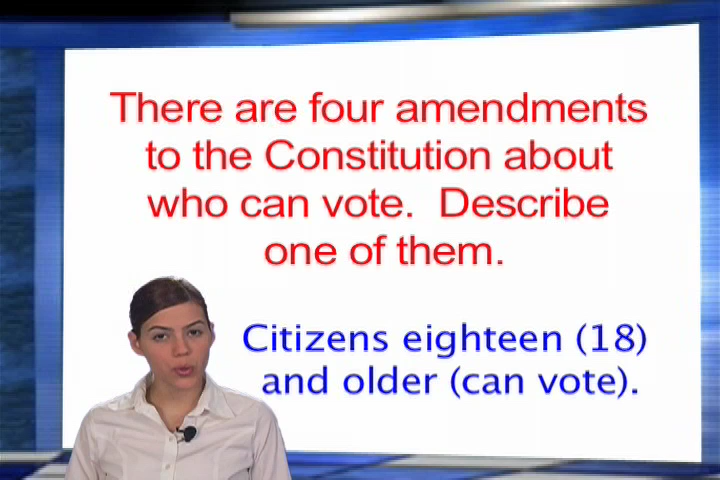 There are four amendments
to the Constitution about
who can vote. Describe
one of them.
Citizens eighteen (18)
and older (can vote).